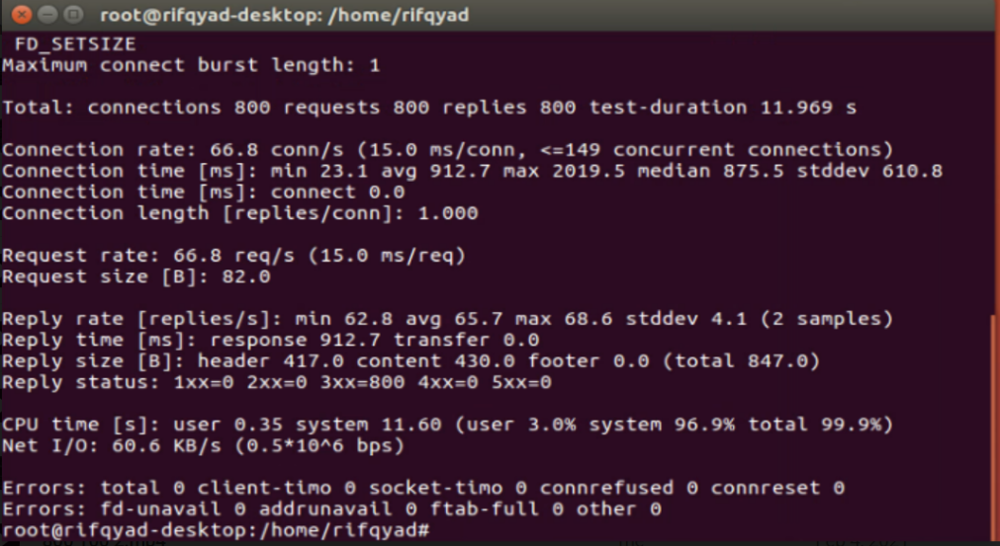 root@rifqyad-desktop: /home/rifqyad
FD_SETSIZE
Maximum connect burst length: 1
Total: connections 800 requests 800 replies 800 test-duration 11.969 s
Connection rate: 66.8 conn/s (15.0 ms/conn, <=149 concurrent connections)
Connection time [ms]: min 23.1 avg 912.7 max 2019.5 median 875.5 stddev 610.8
Connection time [ms]: connect 0.0
Connection length [replies/conn]: 1.000
Request rate: 66.8 req/s (15.0 ms/req)
Request size [B]: 82.0
Reply rate [replies/s]: min 62.8 avg 65.7 max 68.6 stddev 4.1 (2 samples)
Reply time [ms]: response 912.7 transfer 0.0
Reply size [B]: header 417.0 content 430.0 footer 0.0 (total 847.0)
Reply status: 1xx=0 2xx=0 3xx=800 4xx=0 5xx=0
CPU time [s]: user 0.35 system 11.60 (user 3.0% system 96.9% total 99.9%)
Net I/O: 60.6 KB/s (0.5*10^6 bps)
Errors: total 0 client-timo 0 socket-timo 0 connrefused 0 connreset 0
Errors: fd-unavail 0 addrunavail 0 ftab-full 0 other 0
root@rifqyad-desktop:/home/rifqyad#